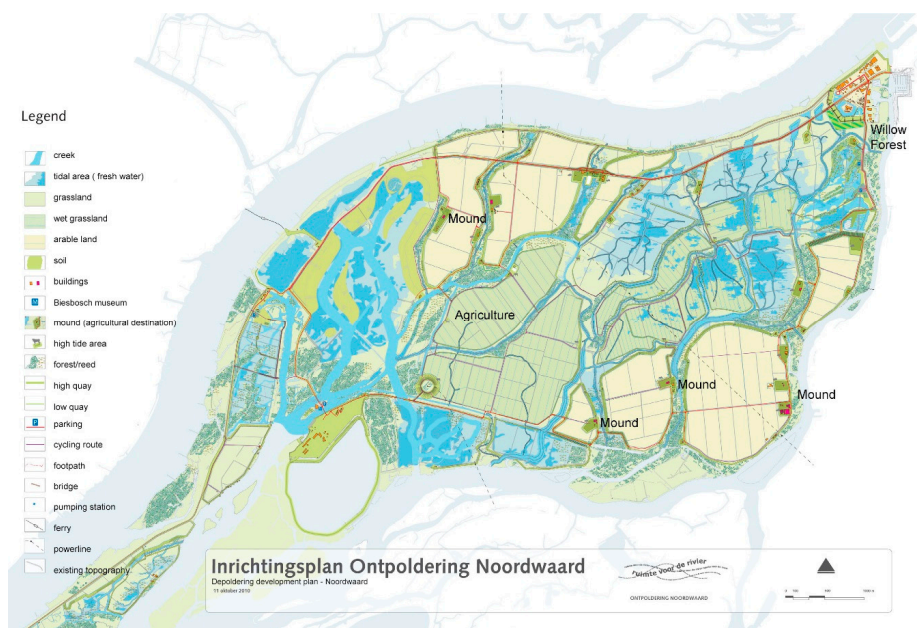 Legend
creek
tidal area ( fresh water)
grassland
wet grassland
arable land
soil
buildings
Biesbosch museum
mound (agricultural destination)
high tide area
forest/reed
high quay
low quay
parking
cycling route
footpath
bridge
pumping station
ferry
powerline
existing topography
Willow
Forest
Mound
Agriculture
Mound
Mound
Mound
Inrichtingsplan Ontpoldering Noordwaard
Depoldering development plan - Noordwaard
11 oktober 2010
ruimte voor de rivier
ONTPOLDERING NOORDWAARD